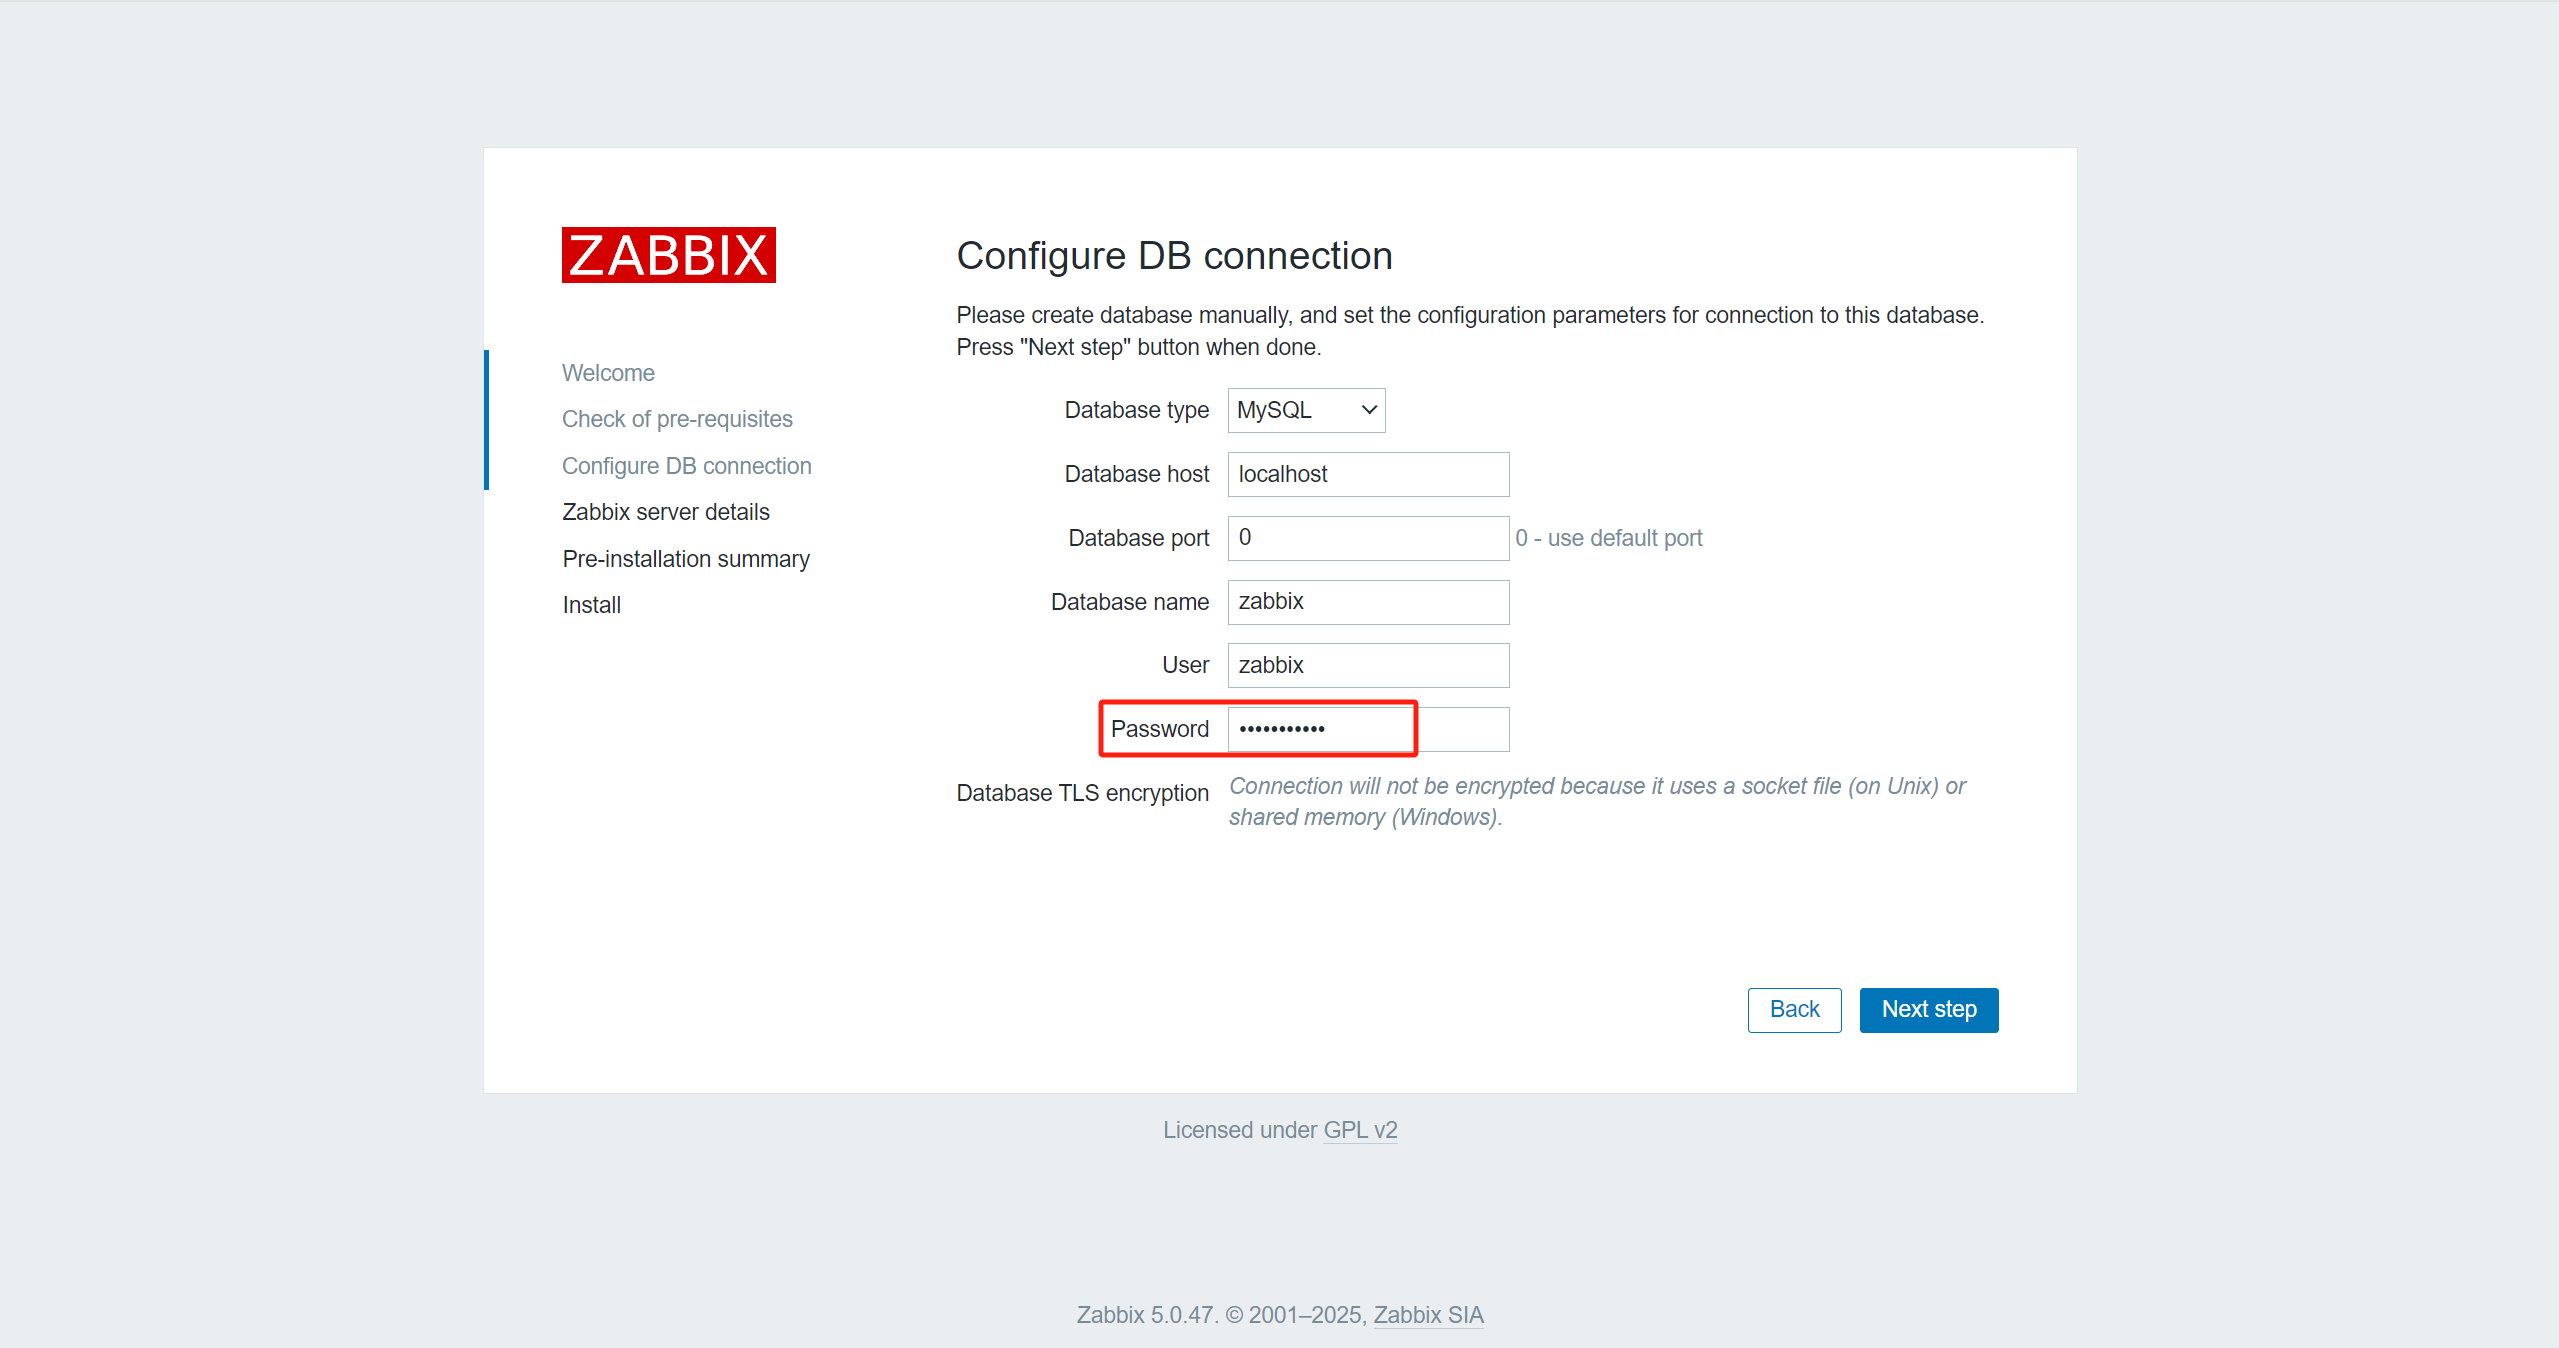 ZABBIX
Welcome
Check of pre-requisites
Configure DB connection
Zabbix server details
Pre-installation summary
Install
Configure DB connection
Please create database manually, and set the configuration parameters for connection to this database.
Press "Next step" button when done.
Database type MySQL
Database host localhost
Database port 0 0 - use default port
Database name zabbix
User zabbix
Password •••••••••••
Database TLS encryption Connection will not be encrypted because it uses a socket file (on Unix) or
shared memory (Windows).
Back Next step
Licensed under GPL v2
Zabbix 5.0.47. © 2001–2025, Zabbix SIA